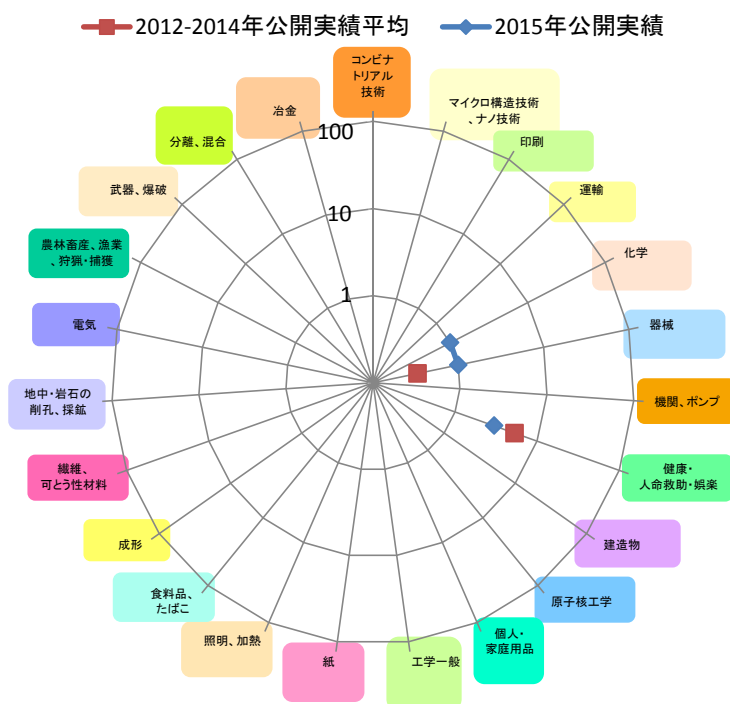 2012-2014年公開実績平均
2015年公開実績
コンビナ
トリアル
技術
マイクロ構造技術
、ナノ技術
印刷
運輸
化学
器械
機関、ポンプ
健康・
人命救助・娯楽
建造物
原子核工学
個人・
家庭用品
工学一般
紙
照明、加熱
食料品、
たばこ
成形
繊維、
可とう性材料
地中・岩石の
削孔、採鉱
電気
農林畜産、漁業
、狩猟・捕獲
武器、爆破
分離、混合
冶金
100
10
1